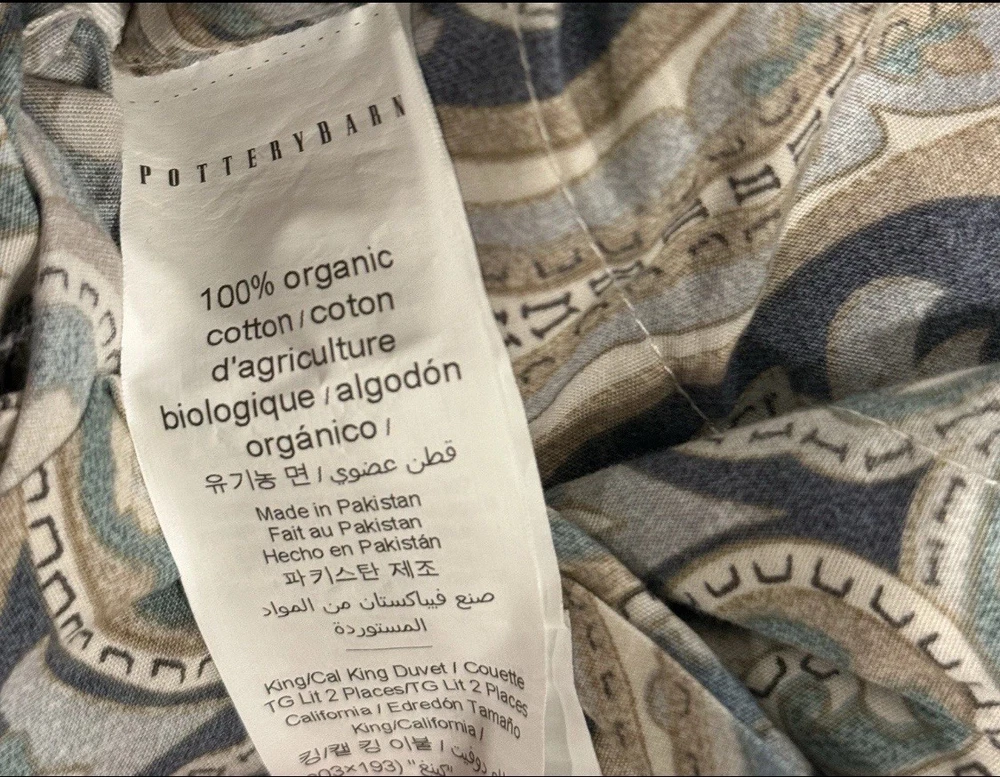 POTTERYBARN
100% organic
cotton / coton
d'agriculture
biologique / algodón
orgánico /
유기농 면 / قطن عضوي
Made in Pakistan
Fait au Pakistan
Hecho en Pakistán
파키스탄 제조
صنع فيباكستان من المواد
المستوردة
King/Cal King Duvet / Couette
TG Lit 2 Places/TG Lit 2 Places
California / Edredón Tamaño
King/California /
킹/캘 킹 이불 /